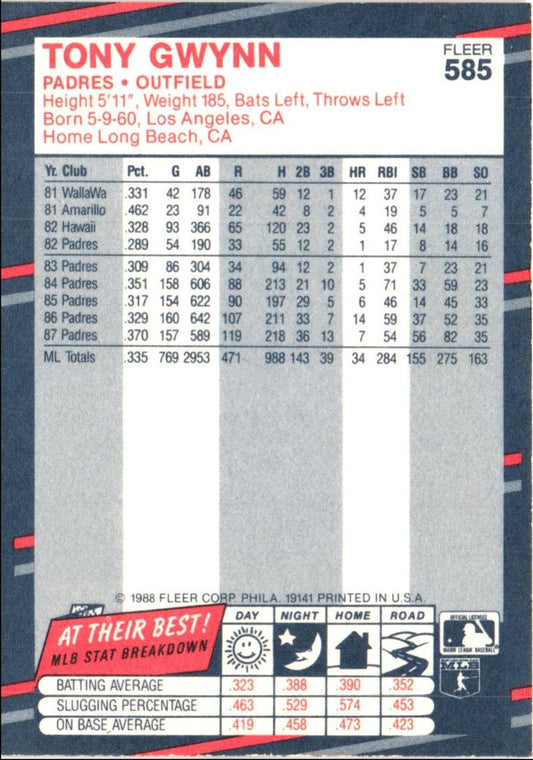 TONY GWYNN
FLEER
585
PADRES • OUTFIELD
Height 5'11", Weight 185, Bats Left, Throws Left
Born 5-9-60, Los Angeles, CA
Home Long Beach, CA
Yr. Club Pct. G AB R H 2B 3B HR RBI SB BB SO
81 WallaWa .331 42 178 46 59 12 1 12 37 17 23 21
81 Amarillo .462 23 91 22 42 8 2 4 19 5 5 7
82 Hawaii .328 93 366 65 120 23 2 5 46 14 18 18
82 Padres .289 54 190 33 55 12 2 1 17 8 14 16
83 Padres .309 86 304 34 94 12 2 1 37 7 23 21
84 Padres .351 158 606 88 213 21 10 5 71 33 59 23
85 Padres .317 154 622 90 197 29 5 6 46 14 45 33
86 Padres .329 160 642 107 211 33 7 14 59 37 52 35
87 Padres .370 157 589 119 218 36 13 7 54 56 82 35
ML Totals .335 769 2953 471 988 143 39 34 284 155 275 163
© 1988 FLEER CORP. PHILA. 19141 PRINTED IN U.S.A.
AT THEIR BEST!
MLB STAT BREAKDOWN
DAY NIGHT HOME ROAD
OFFICIAL LICENSEE
MAJOR LEAGUE BASEBALL
BATTING AVERAGE .323 .388 .390 .352
SLUGGING PERCENTAGE .463 .529 .574 .453
ON BASE AVERAGE .419 .458 .473 .423